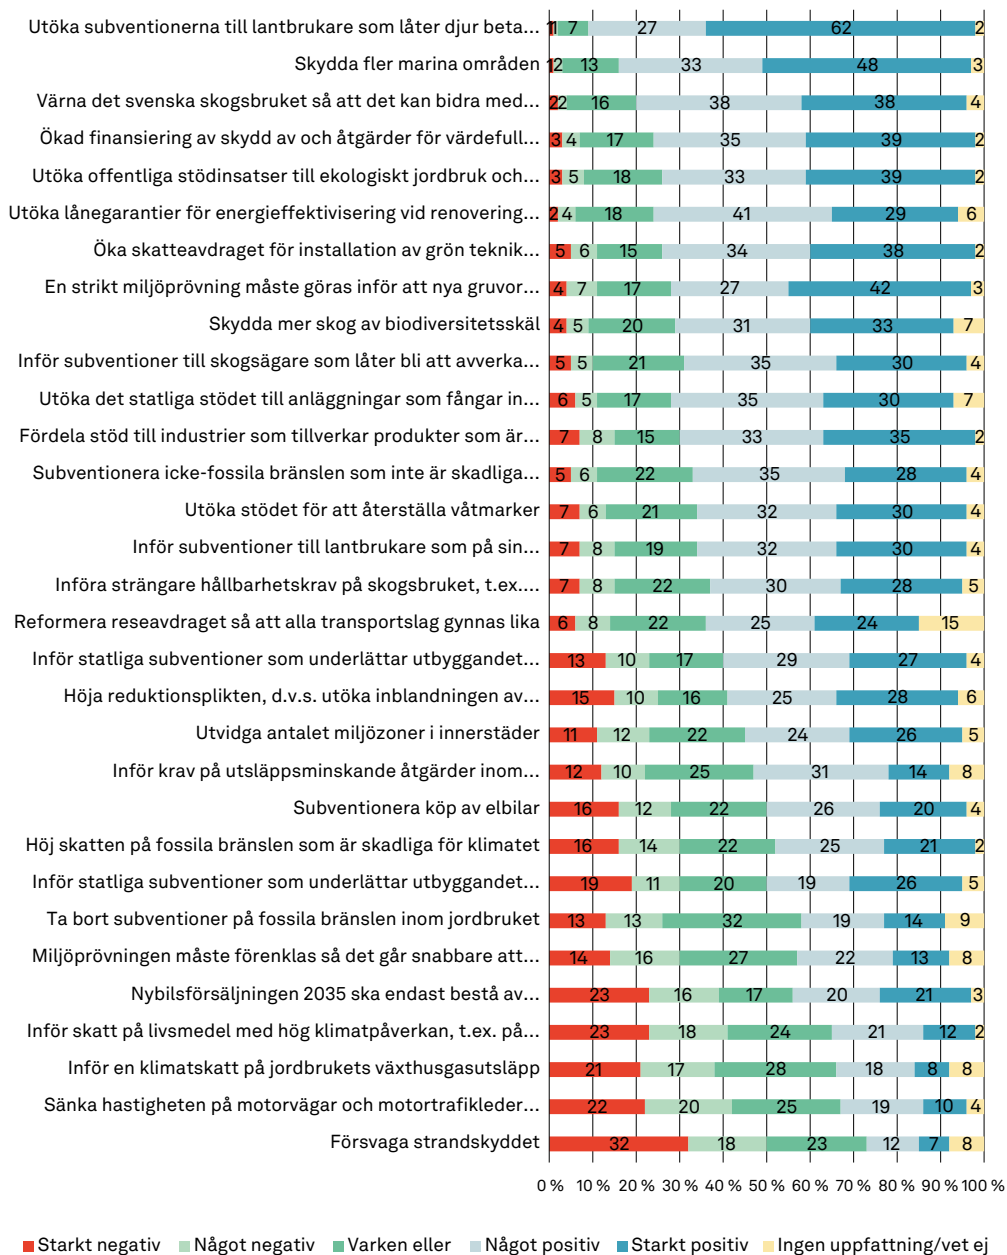 Utöka subventionerna till lantbrukare som låter djur beta... 1 1 7 27 62 2
Skydda fler marina områden 1 2 13 33 48 3
Värna det svenska skogsbruket så att det kan bidra med... 2 2 16 38 38 4
Ökad finansiering av skydd av och åtgärder för värdefull... 3 4 17 35 39 2
Utöka offentliga stödinsatser till ekologiskt jordbruk och... 3 5 18 33 39 2
Utöka lånegarantier för energieffektivisering vid renovering... 2 4 18 41 29 6
Öka skatteavdraget för installation av grön teknik... 5 6 15 34 38 2
En strikt miljöprövning måste göras inför att nya gruvor... 4 7 17 27 42 3
Skydda mer skog av biodiversitetsskäl 4 5 20 31 33 7
Inför subventioner till skogsägare som låter bli att avverka... 5 5 21 35 30 4
Utöka det statliga stödet till anläggningar som fångar in... 6 5 17 35 30 7
Fördela stöd till industrier som tillverkar produkter som är... 7 8 15 33 35 2
Subventionera icke-fossila bränslen som inte är skadliga... 5 6 22 35 28 4
Utöka stödet för att återställa våtmarker 7 6 21 32 30 4
Inför subventioner till lantbrukare som på sin... 7 8 19 32 30 4
Införa strängare hållbarhetskrav på skogsbruket, t.ex.... 7 8 22 30 28 5
Reformera reseavdraget så att alla transportslag gynnas lika 6 8 22 25 24 15
Inför statliga subventioner som underlättar utbyggandet... 13 10 17 29 27 4
Höja reduktionsplikten, d.v.s. utöka inblandningen av... 15 10 16 25 28 6
Utvidga antalet miljözoner i innerstäder 11 12 22 24 26 5
Inför krav på utsläppsminskande åtgärder inom... 12 10 25 31 14 8
Subventionera köp av elbilar 16 12 22 26 20 4
Höj skatten på fossila bränslen som är skadliga för klimatet 16 14 22 25 21 2
Inför statliga subventioner som underlättar utbyggandet... 19 11 20 19 26 5
Ta bort subventioner på fossila bränslen inom jordbruket 13 13 32 19 14 9
Miljöprövningen måste förenklas så det går snabbare att... 14 16 27 22 13 8
Nybilsförsäljningen 2035 ska endast bestå av... 23 16 17 20 21 3
Inför skatt på livsmedel med hög klimatpåverkan, t.ex. på... 23 18 24 21 12 2
Inför en klimatskatt på jordbrukets växthusgasutsläpp 21 17 28 18 8 8
Sänka hastigheten på motorvägar och motortrafikleder... 22 20 25 19 10 4
Försvaga strandskyddet 32 18 23 12 7 8
0 % 10 % 20 % 30 % 40 % 50 % 60 % 70 % 80 % 90 % 100 %
Starkt negativ Något negativ Varken eller Något positiv Starkt positiv Ingen uppfattning/vet ej